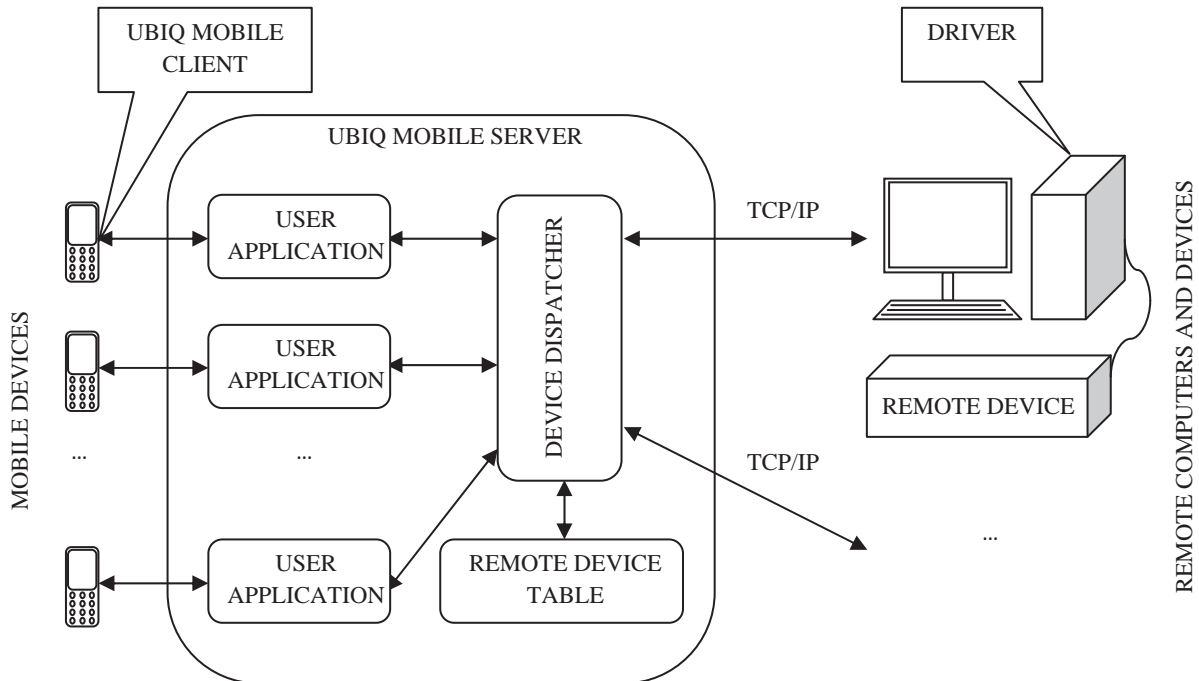 UBIQ MOBILE
CLIENT
DRIVER
UBIQ MOBILE SERVER
MOBILE DEVICES
USER
APPLICATION
USER
APPLICATION
...
...
USER
APPLICATION
DEVICE DISPATCHER
REMOTE DEVICE
TABLE
TCP/IP
TCP/IP
REMOTE DEVICE
...
REMOTE COMPUTERS AND DEVICES